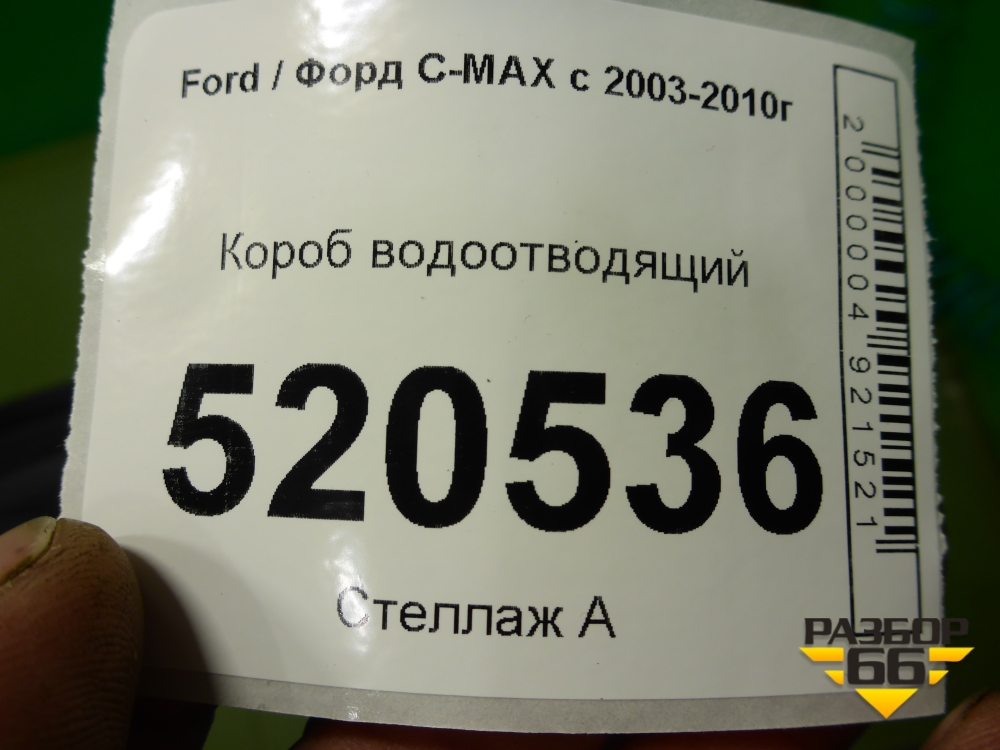 Ford / Форд C-MAX с 2003-2010г
Короб водоотводящий
520536
Стеллаж А
2000004921521
РАЗБОР
66